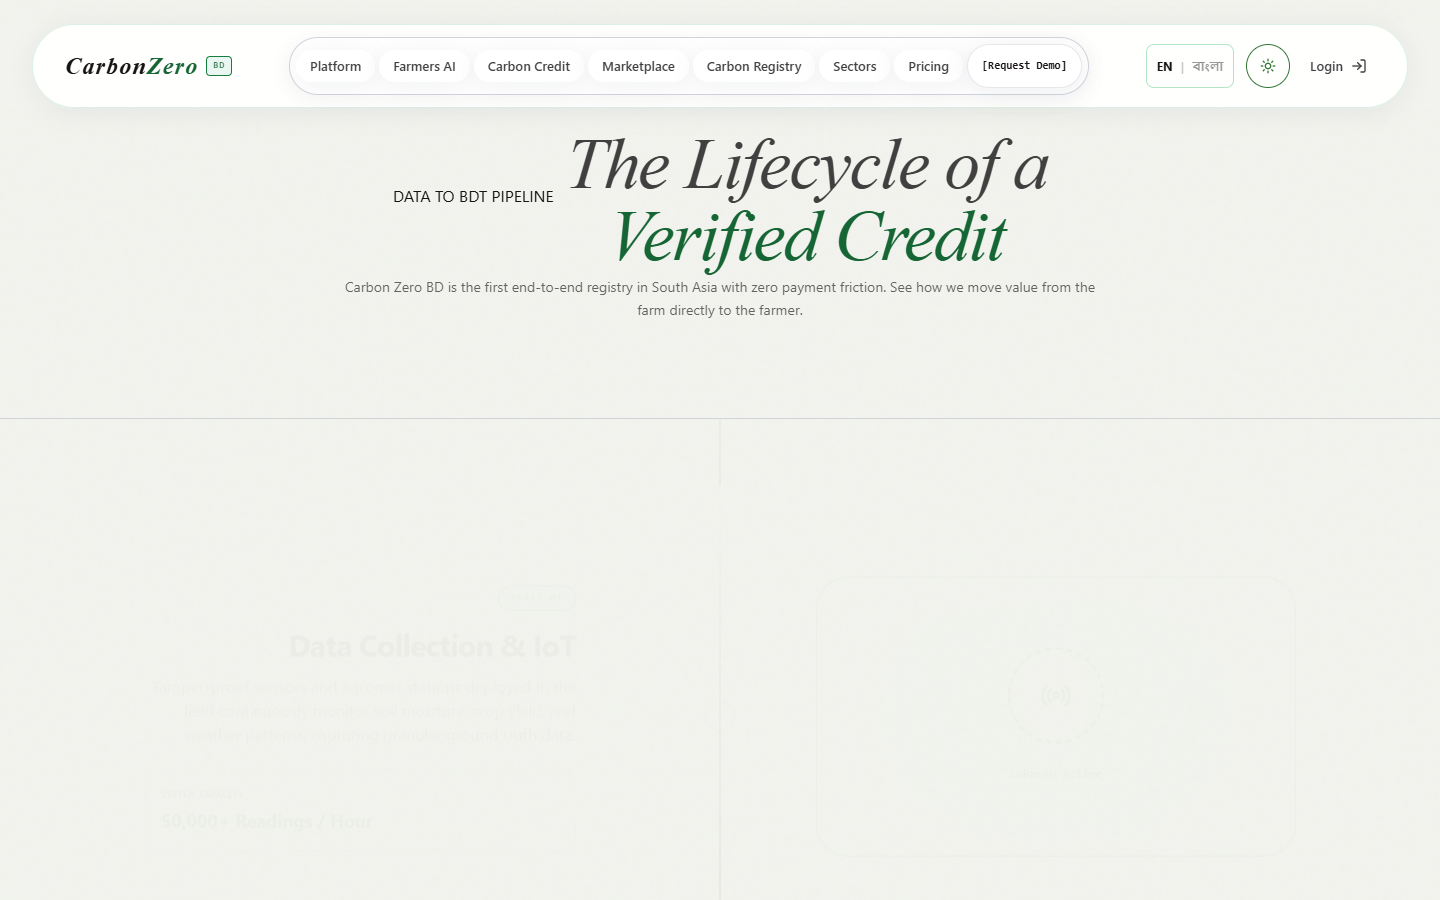 CarbonZero BD
Platform
Farmers AI
Carbon Credit
Marketplace
Carbon Registry
Sectors
Pricing
[Request Demo]
EN | বাংলা
Login
DATA TO BDT PIPELINE
The Lifecycle of a
Verified Credit
Carbon Zero BD is the first end-to-end registry in South Asia with zero payment friction. See how we move value from the
farm directly to the farmer.
Data Collection & IoT
50,000+ Readings / Hour